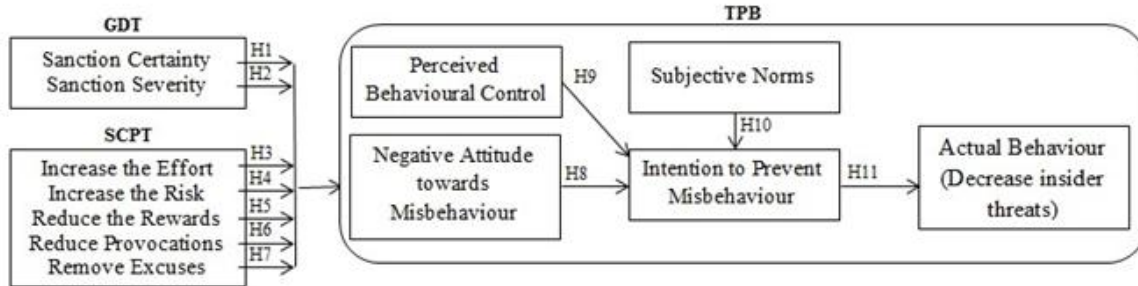 GDT
Sanction Certainty
Sanction Severity
H1
H2
SCPT
Increase the Effort
Increase the Risk
Reduce the Rewards
Reduce Provocations
Remove Excuses
H3
H4
H5
H6
H7
TPB
Perceived
Behavioural Control
H9
Subjective Norms
H10
Negative Attitude
towards
Misbehaviour
H8
Intention to Prevent
Misbehaviour
H11
Actual Behaviour
(Decrease insider
threats)